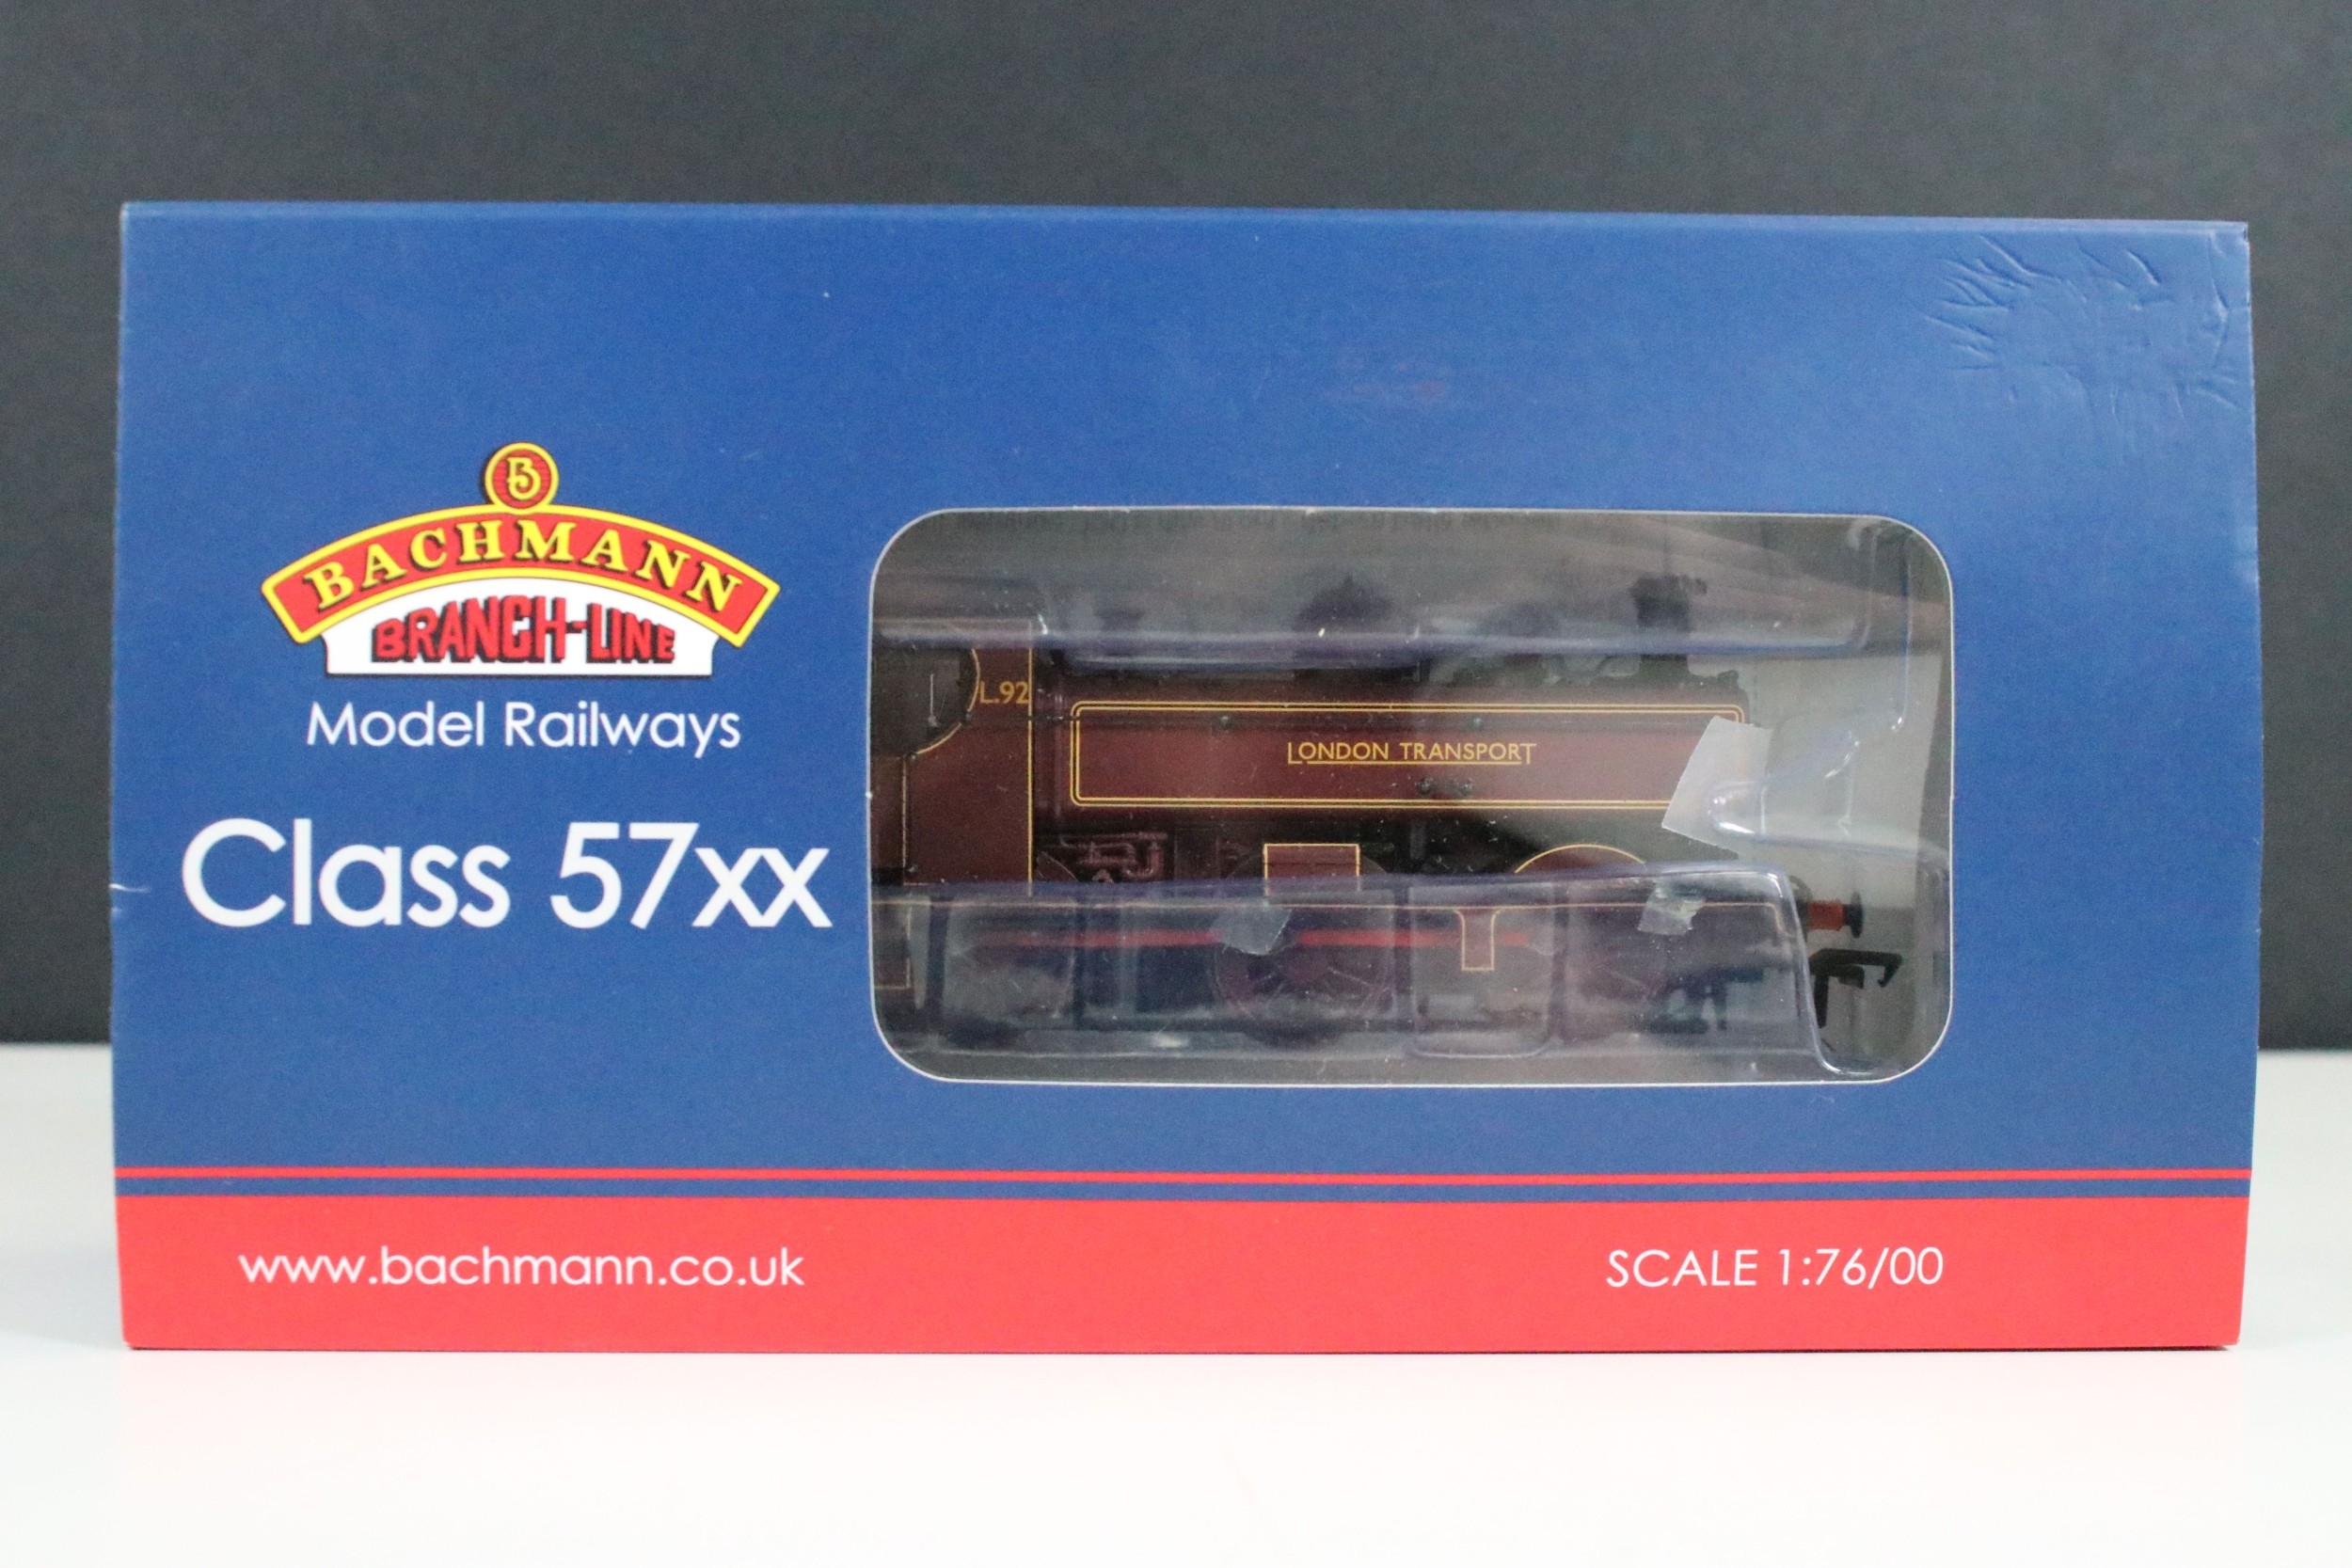 B
BACHMANN
BRANCH-LINE
Model Railways
Class 57xx
L.92
LONDON TRANSPORT
www.bachmann.co.uk
SCALE 1:76/00